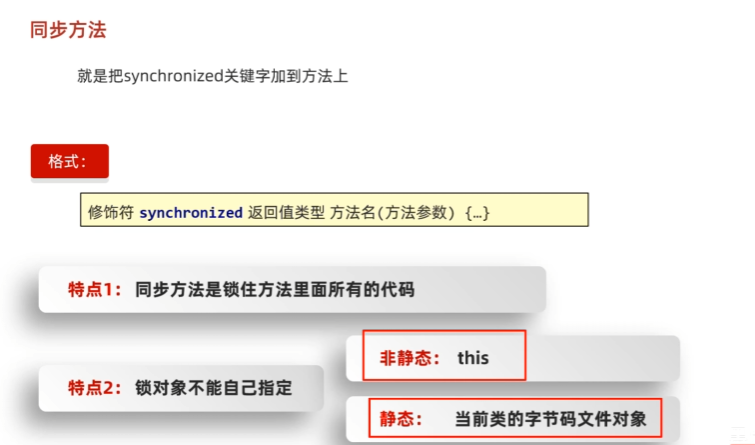 同步方法
就是把synchronized关键字加到方法上
格式：
修饰符 synchronized 返回值类型 方法名(方法参数) {…}
特点1： 同步方法是锁住方法里面所有的代码
特点2： 锁对象不能自己指定
非静态： this
静态： 当前类的字节码文件对象